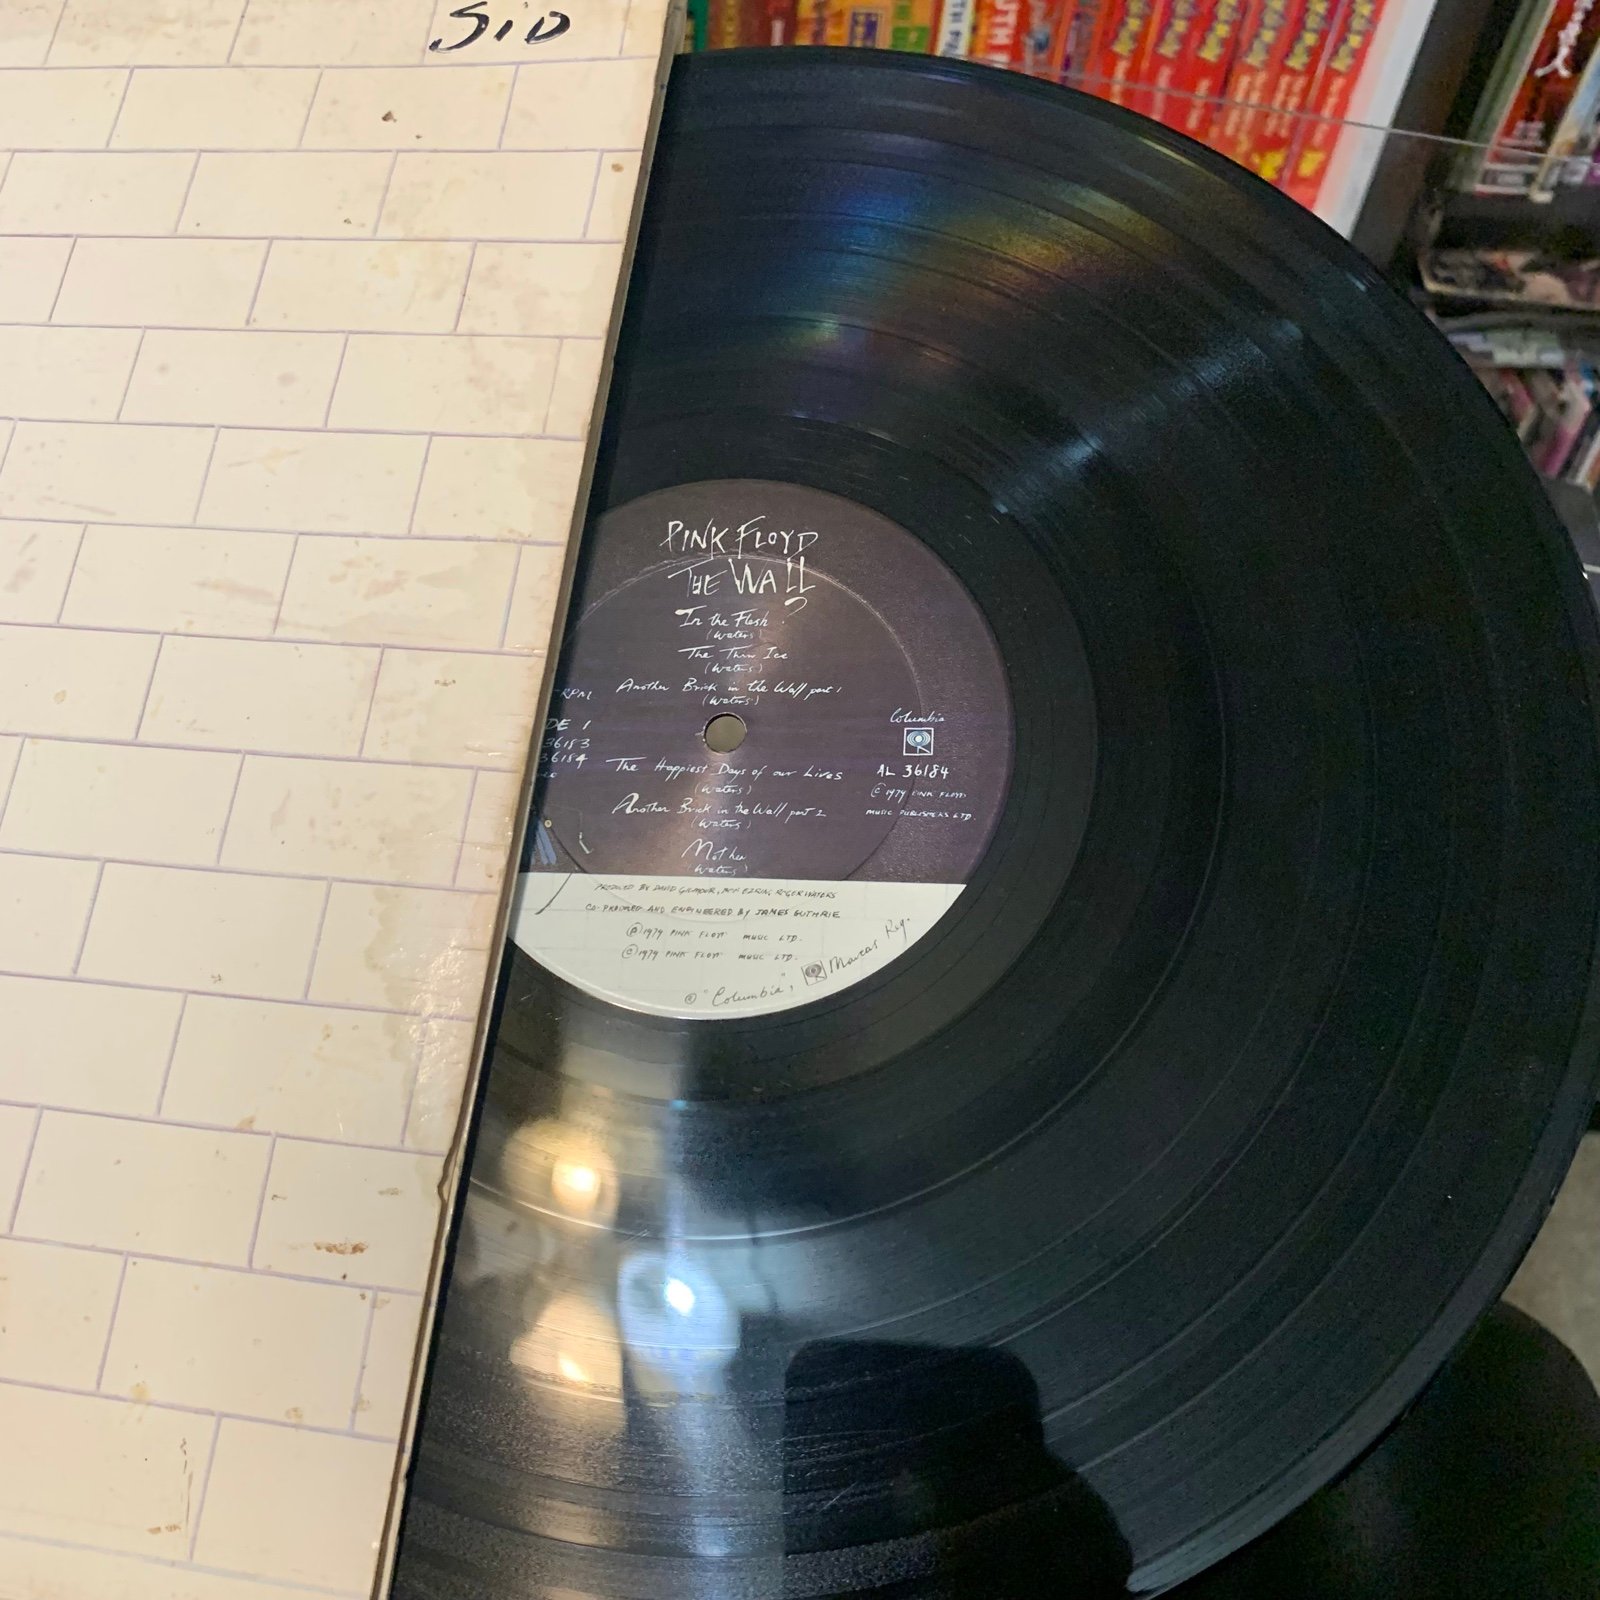 SiD
PINK FLOYD
THE WALL
In the Flesh ?
(Waters)
The Thin Ice
(Waters)
Another Brick in the Wall part 1
(Waters)
RPM
DE 1
36183
36184
The Happiest Days of our Lives
(Waters)
Another Brick in the Wall part 2
(Waters)
Mother
(Waters)
Columbia
AL 36184
© 1979 PINK FLOYD
MUSIC PUBLISHERS LTD.
PRODUCED BY DAVID GILMOUR, BOB EZRIN, ROGER WATERS
CO-PRODUCED AND ENGINEERED BY JAMES GUTHRIE
℗ 1979 PINK FLOYD MUSIC LTD.
© 1979 PINK FLOYD MUSIC LTD.
® "Columbia", Marcas Reg.